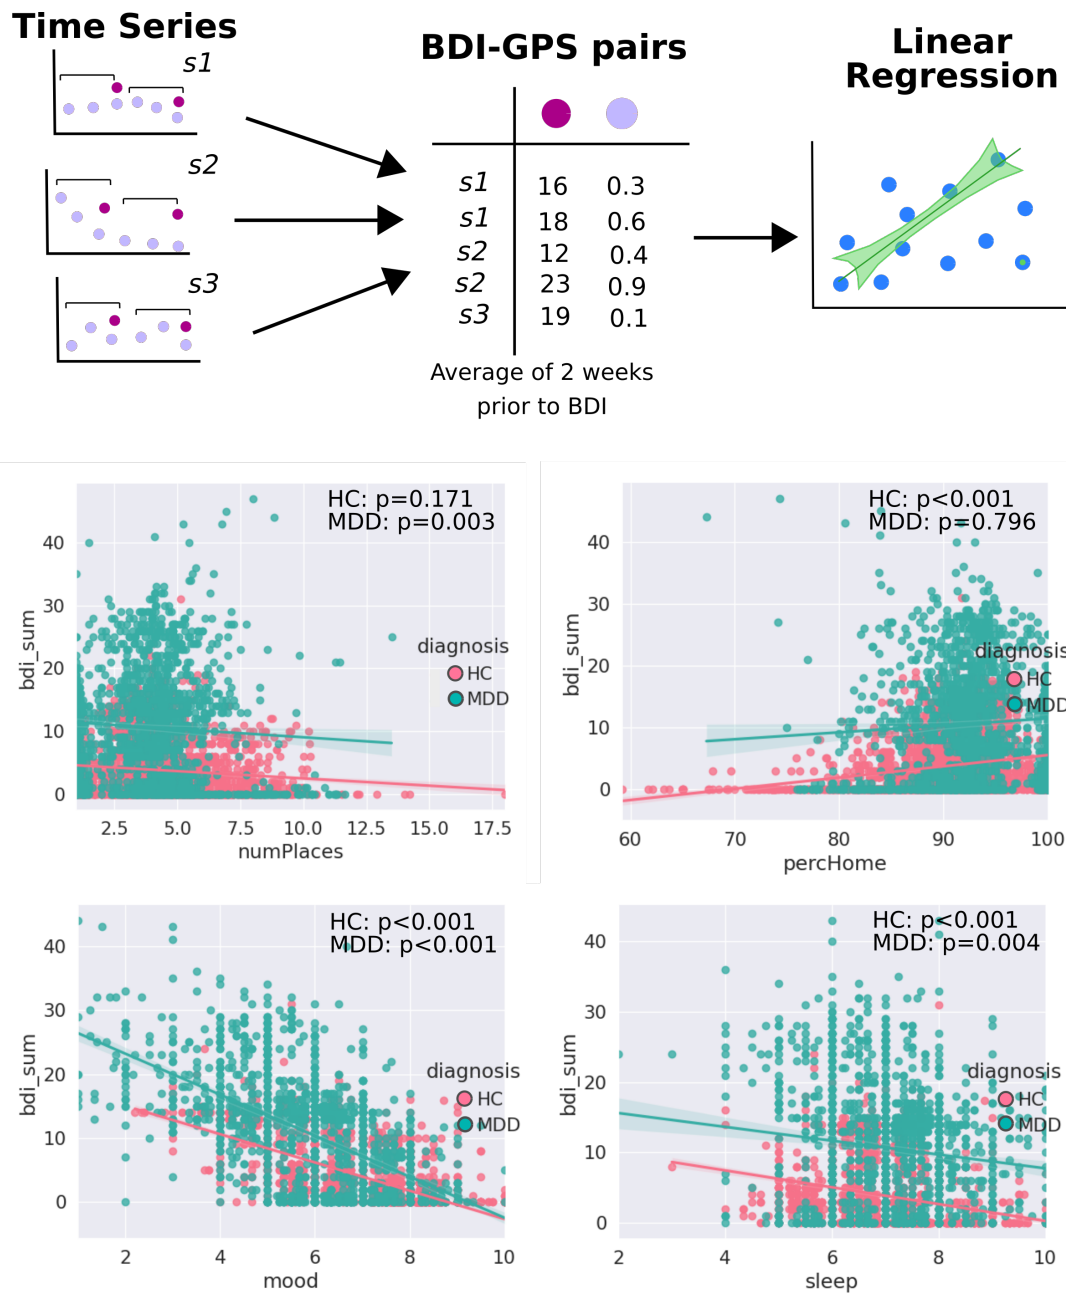 Time Series
s1
s2
s3
BDI-GPS pairs
s1 16 0.3
s1 18 0.6
s2 12 0.4
s2 23 0.9
s3 19 0.1
Average of 2 weeks
prior to BDI
Linear
Regression
HC: p=0.171
MDD: p=0.003
bdi_sum
40
30
20
10
0
diagnosis
HC
MDD
2.5 5.0 7.5 10.0 12.5 15.0 17.5
numPlaces
HC: p<0.001
MDD: p=0.796
bdi_sum
40
30
20
10
0
diagnosis
HC
MDD
60 70 80 90 100
percHome
HC: p<0.001
MDD: p<0.001
bdi_sum
40
30
20
10
0
diagnosis
HC
MDD
2 4 6 8 10
mood
HC: p<0.001
MDD: p=0.004
bdi_sum
40
30
20
10
0
diagnosis
HC
MDD
2 4 6 8 10
sleep